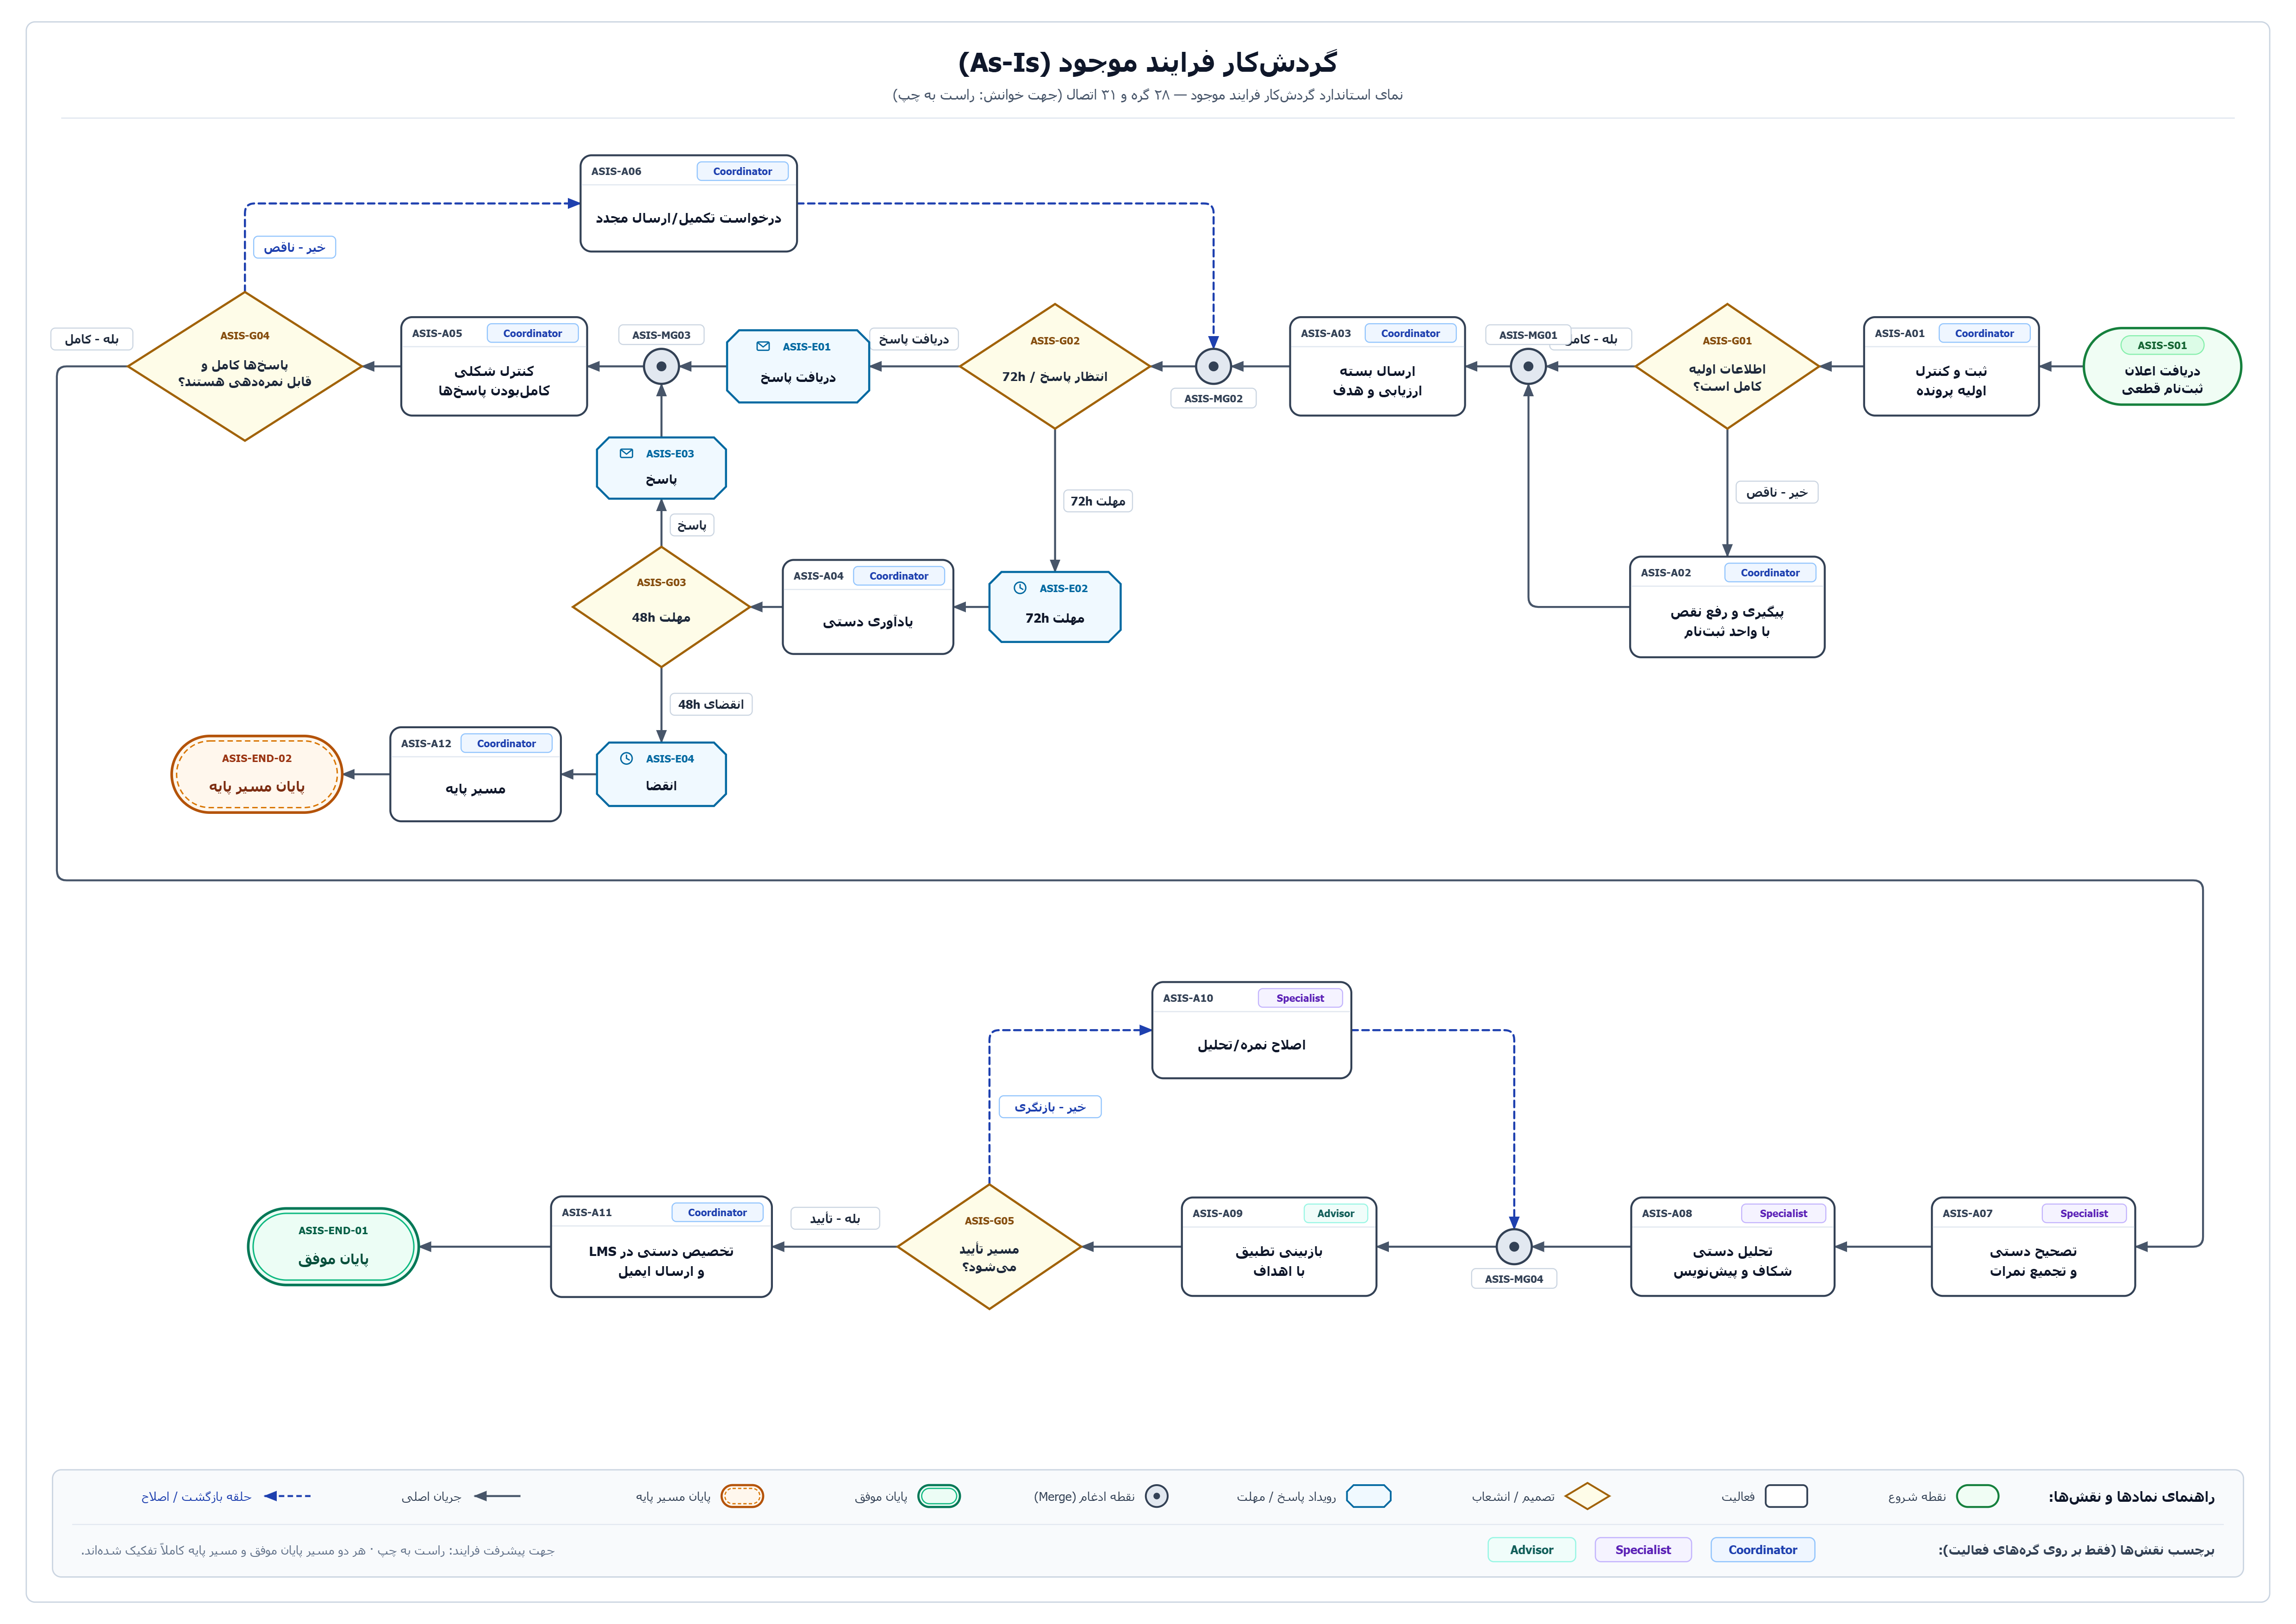 گردش‌کار فرایند موجود (As-Is)
نمای استاندارد گردش‌کار فرایند موجود — ۲۸ گره و ۳۱ اتصال (جهت خوانش: راست به چپ)
ASIS-A06
Coordinator
درخواست تکمیل/ارسال مجدد
خیر - ناقص
ASIS-S01
دریافت اعلان
ثبت‌نام قطعی
ASIS-A01
Coordinator
ثبت و کنترل
اولیه پرونده
ASIS-G01
اطلاعات اولیه
کامل است؟
بله - کامل
ASIS-MG01
ASIS-A03
Coordinator
ارسال بسته
ارزیابی و هدف
ASIS-MG02
ASIS-G02
انتظار پاسخ / 72h
دریافت پاسخ
ASIS-E01
دریافت پاسخ
ASIS-MG03
ASIS-A05
Coordinator
کنترل شکلی
کامل‌بودن پاسخ‌ها
ASIS-G04
پاسخ‌ها کامل و
قابل نمره‌دهی هستند؟
بله - کامل
خیر - ناقص
ASIS-A02
Coordinator
پیگیری و رفع نقص
با واحد ثبت‌نام
مهلت 72h
ASIS-E02
مهلت 72h
ASIS-A04
Coordinator
یادآوری دستی
ASIS-G03
مهلت 48h
پاسخ
ASIS-E03
پاسخ
انقضای 48h
ASIS-E04
انقضا
ASIS-A12
Coordinator
مسیر پایه
ASIS-END-02
پایان مسیر پایه
ASIS-A10
Specialist
اصلاح نمره/تحلیل
خیر - بازنگری
ASIS-A07
Specialist
تصحیح دستی
و تجمیع نمرات
ASIS-A08
Specialist
تحلیل دستی
شکاف و پیش‌نویس
ASIS-MG04
ASIS-A09
Advisor
بازبینی تطبیق
با اهداف
ASIS-G05
مسیر تأیید
می‌شود؟
بله - تأیید
ASIS-A11
Coordinator
تخصیص دستی در LMS
و ارسال ایمیل
ASIS-END-01
پایان موفق
راهنمای نمادها و نقش‌ها:
نقطه شروع
فعالیت
تصمیم / انشعاب
رویداد پاسخ / مهلت
نقطه ادغام (Merge)
پایان موفق
پایان مسیر پایه
جریان اصلی
حلقه بازگشت / اصلاح
برچسب نقش‌ها (فقط بر روی گره‌های فعالیت):
Coordinator
Specialist
Advisor
جهت پیشرفت فرایند: راست به چپ · هر دو مسیر پایان موفق و مسیر پایه کاملاً تفکیک شده‌اند.